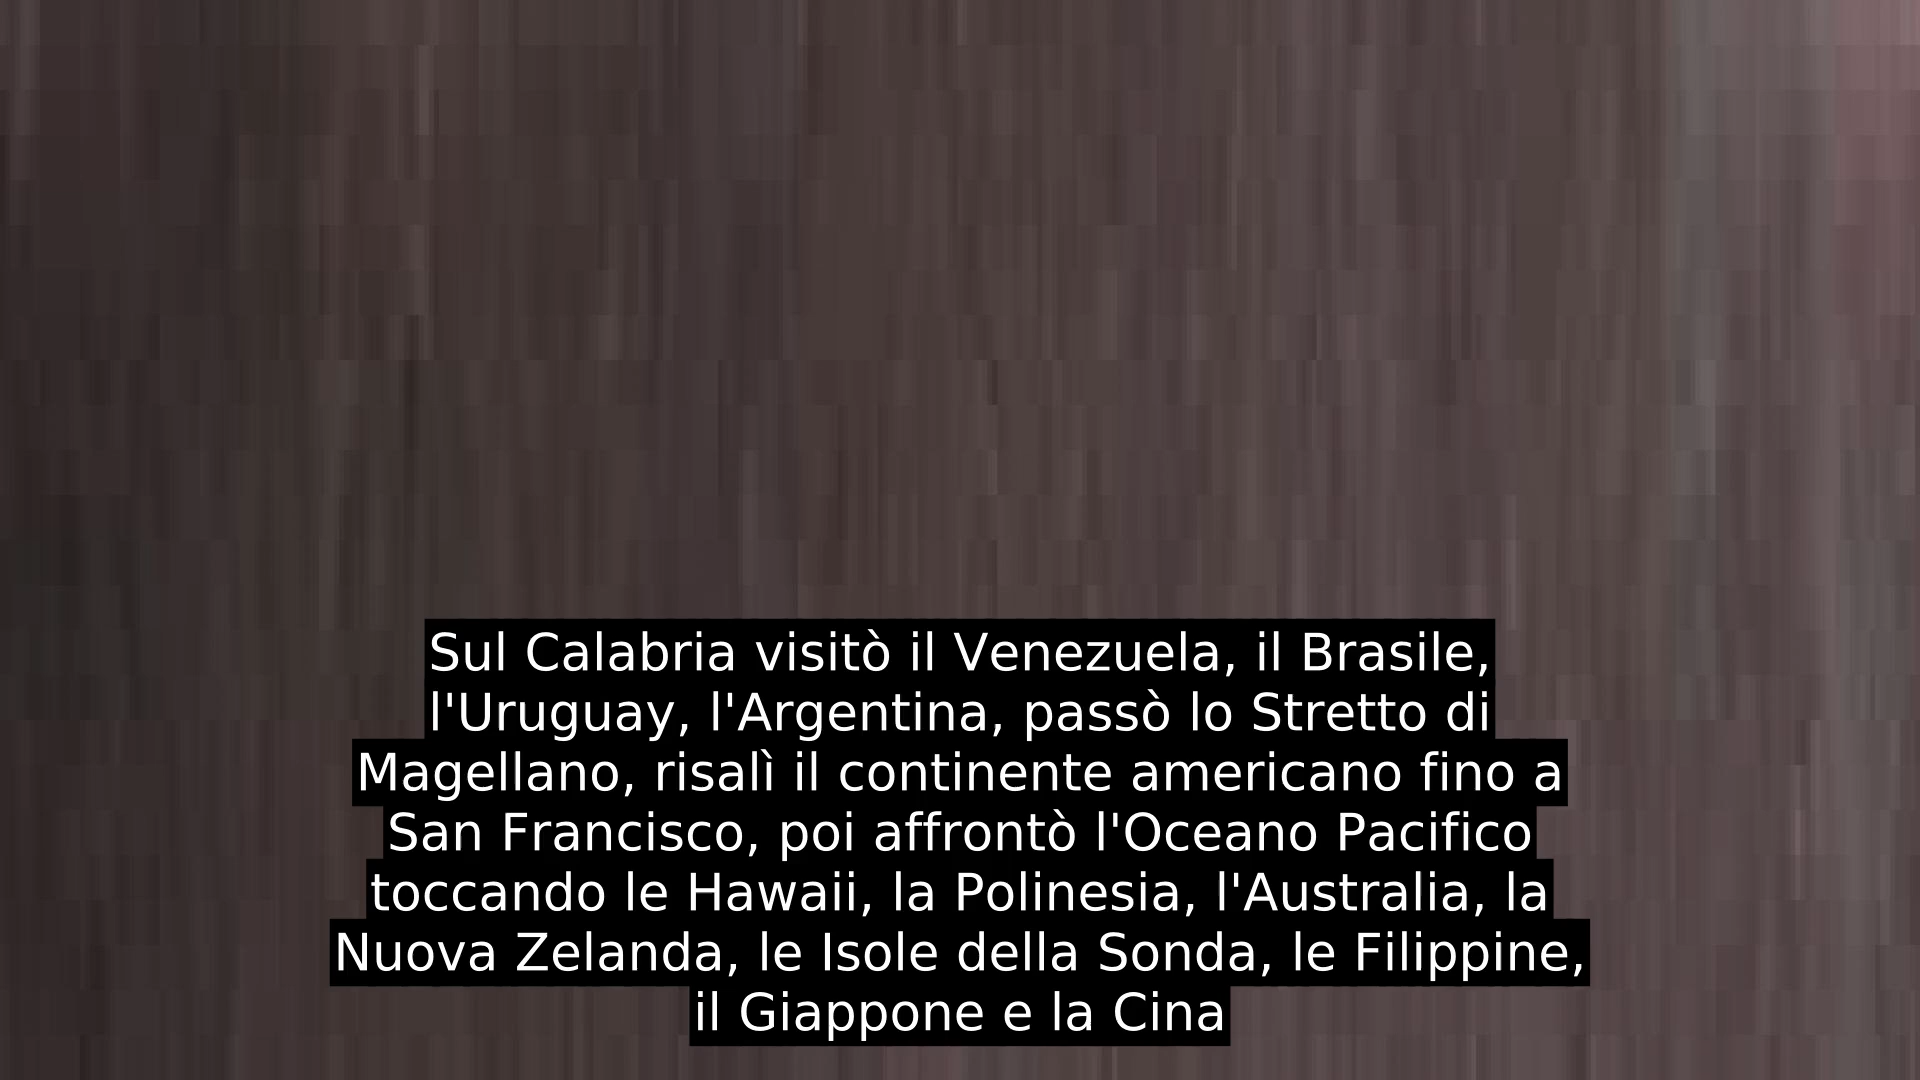 Sul Calabria visitò il Venezuela, il Brasile,
l'Uruguay, l'Argentina, passò lo Stretto di
Magellano, risalì il continente americano fino a
San Francisco, poi affrontò l'Oceano Pacifico
toccando le Hawaii, la Polinesia, l'Australia, la
Nuova Zelanda, le Isole della Sonda, le Filippine,
il Giappone e la Cina